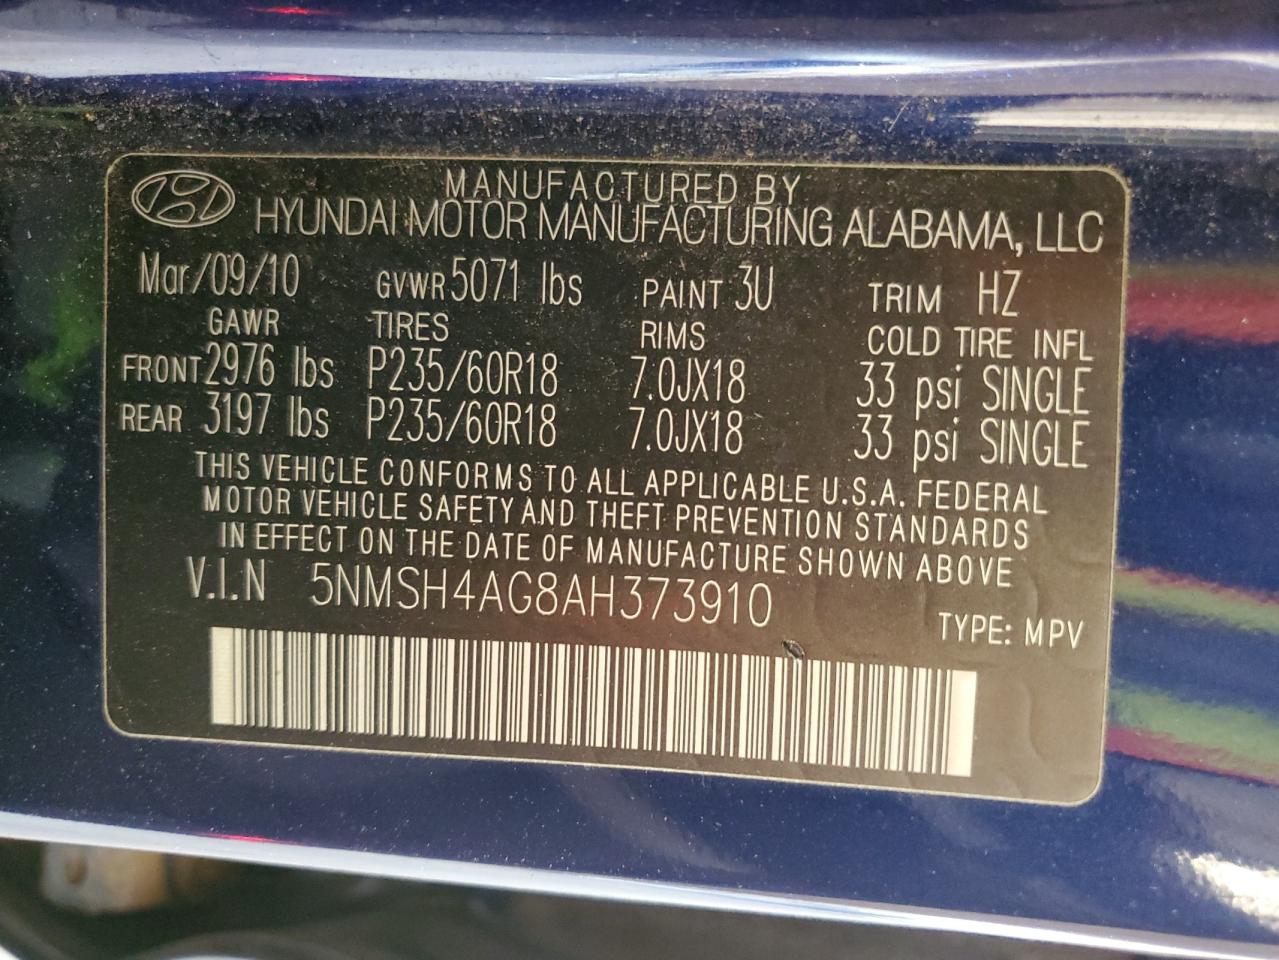 MANUFACTURED BY
HYUNDAI MOTOR MANUFACTURING ALABAMA, LLC
Mar/09/10 GVWR 5071 lbs PAINT 3U TRIM HZ
GAWR TIRES RIMS COLD TIRE INFL
FRONT 2976 lbs P235/60R18 7.0JX18 33 psi SINGLE
REAR 3197 lbs P235/60R18 7.0JX18 33 psi SINGLE
THIS VEHICLE CONFORMS TO ALL APPLICABLE U.S.A. FEDERAL
MOTOR VEHICLE SAFETY AND THEFT PREVENTION STANDARDS
IN EFFECT ON THE DATE OF MANUFACTURE SHOWN ABOVE
V.I.N 5NMSH4AG8AH373910
TYPE: MPV